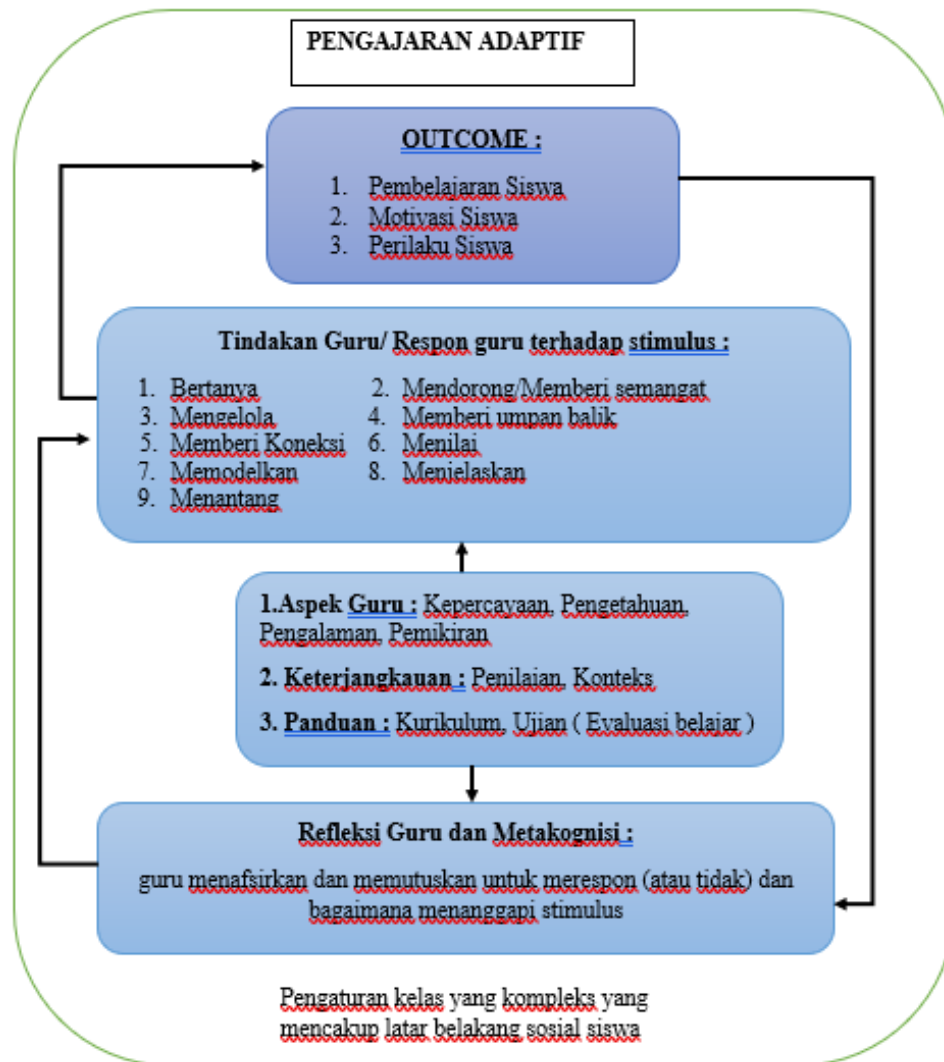 PENGAJARAN ADAPTIF
OUTCOME :
1. Pembelajaran Siswa
2. Motivasi Siswa
3. Perilaku Siswa
Tindakan Guru/ Respon guru terhadap stimulus :
1. Bertanya 2. Mendorong/Memberi semangat
3. Mengelola 4. Memberi umpan balik
5. Memberi Koneksi 6. Menilai
7. Memodelkan 8. Menjelaskan
9. Menantang
1.Aspek Guru : Kepercayaan, Pengetahuan,
Pengalaman, Pemikiran
2. Keterjangkauan : Penilaian, Konteks
3. Panduan : Kurikulum, Ujian ( Evaluasi belajar )
Refleksi Guru dan Metakognisi :
guru menafsirkan dan memutuskan untuk merespon (atau tidak) dan
bagaimana menanggapi stimulus
Pengaturan kelas yang kompleks yang
mencakup latar belakang sosial siswa